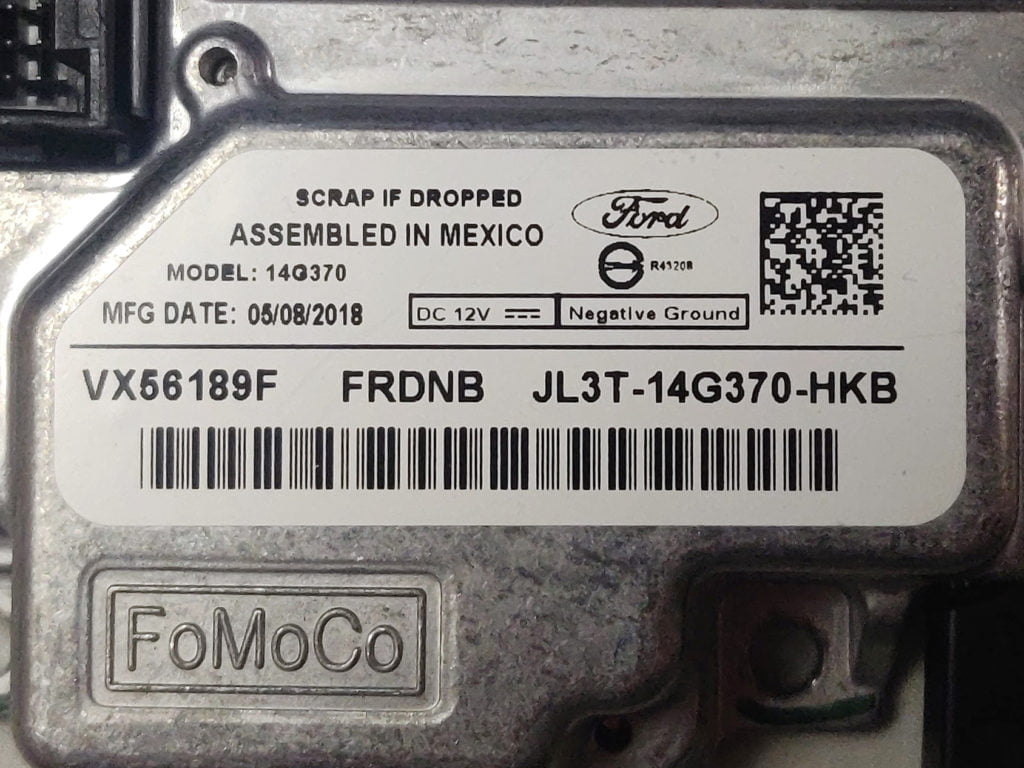 SCRAP IF DROPPED
ASSEMBLED IN MEXICO
Ford
MODEL: 14G370
MFG DATE: 05/08/2018
DC 12V
Negative Ground
VX56189F FRDNB JL3T-14G370-HKB
FoMoCo